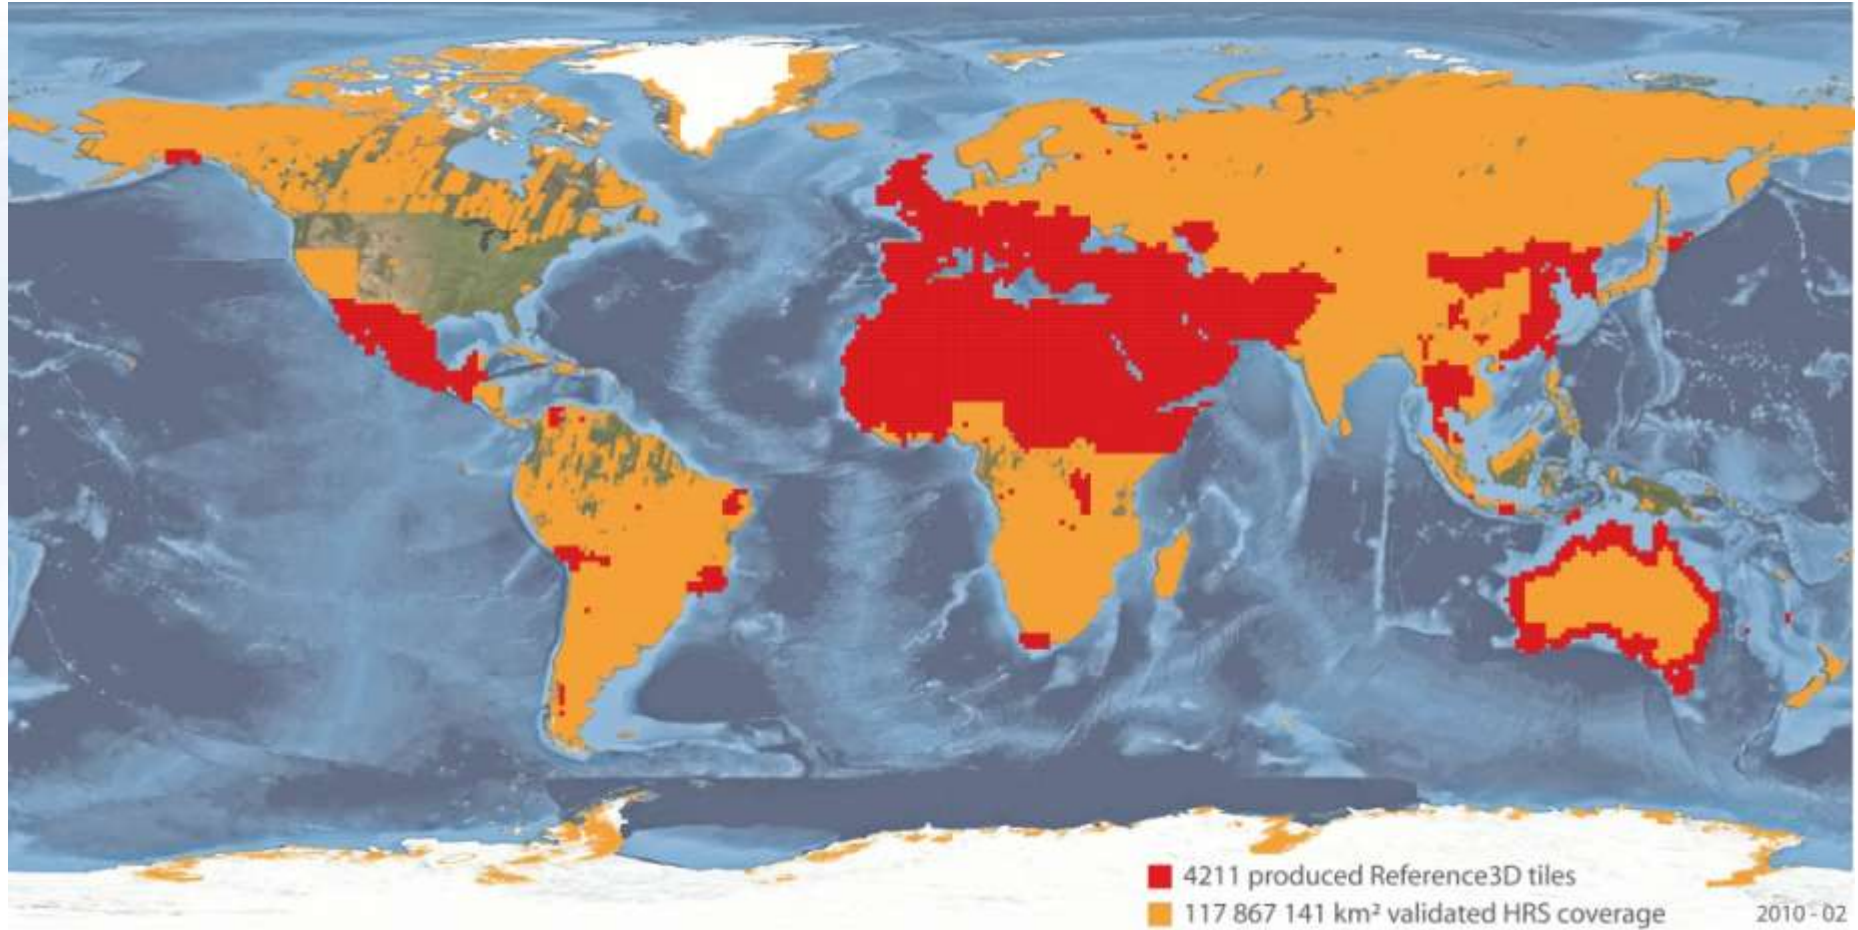 4211 produced Reference3D tiles
117 867 141 km² validated HRS coverage
2010 - 02